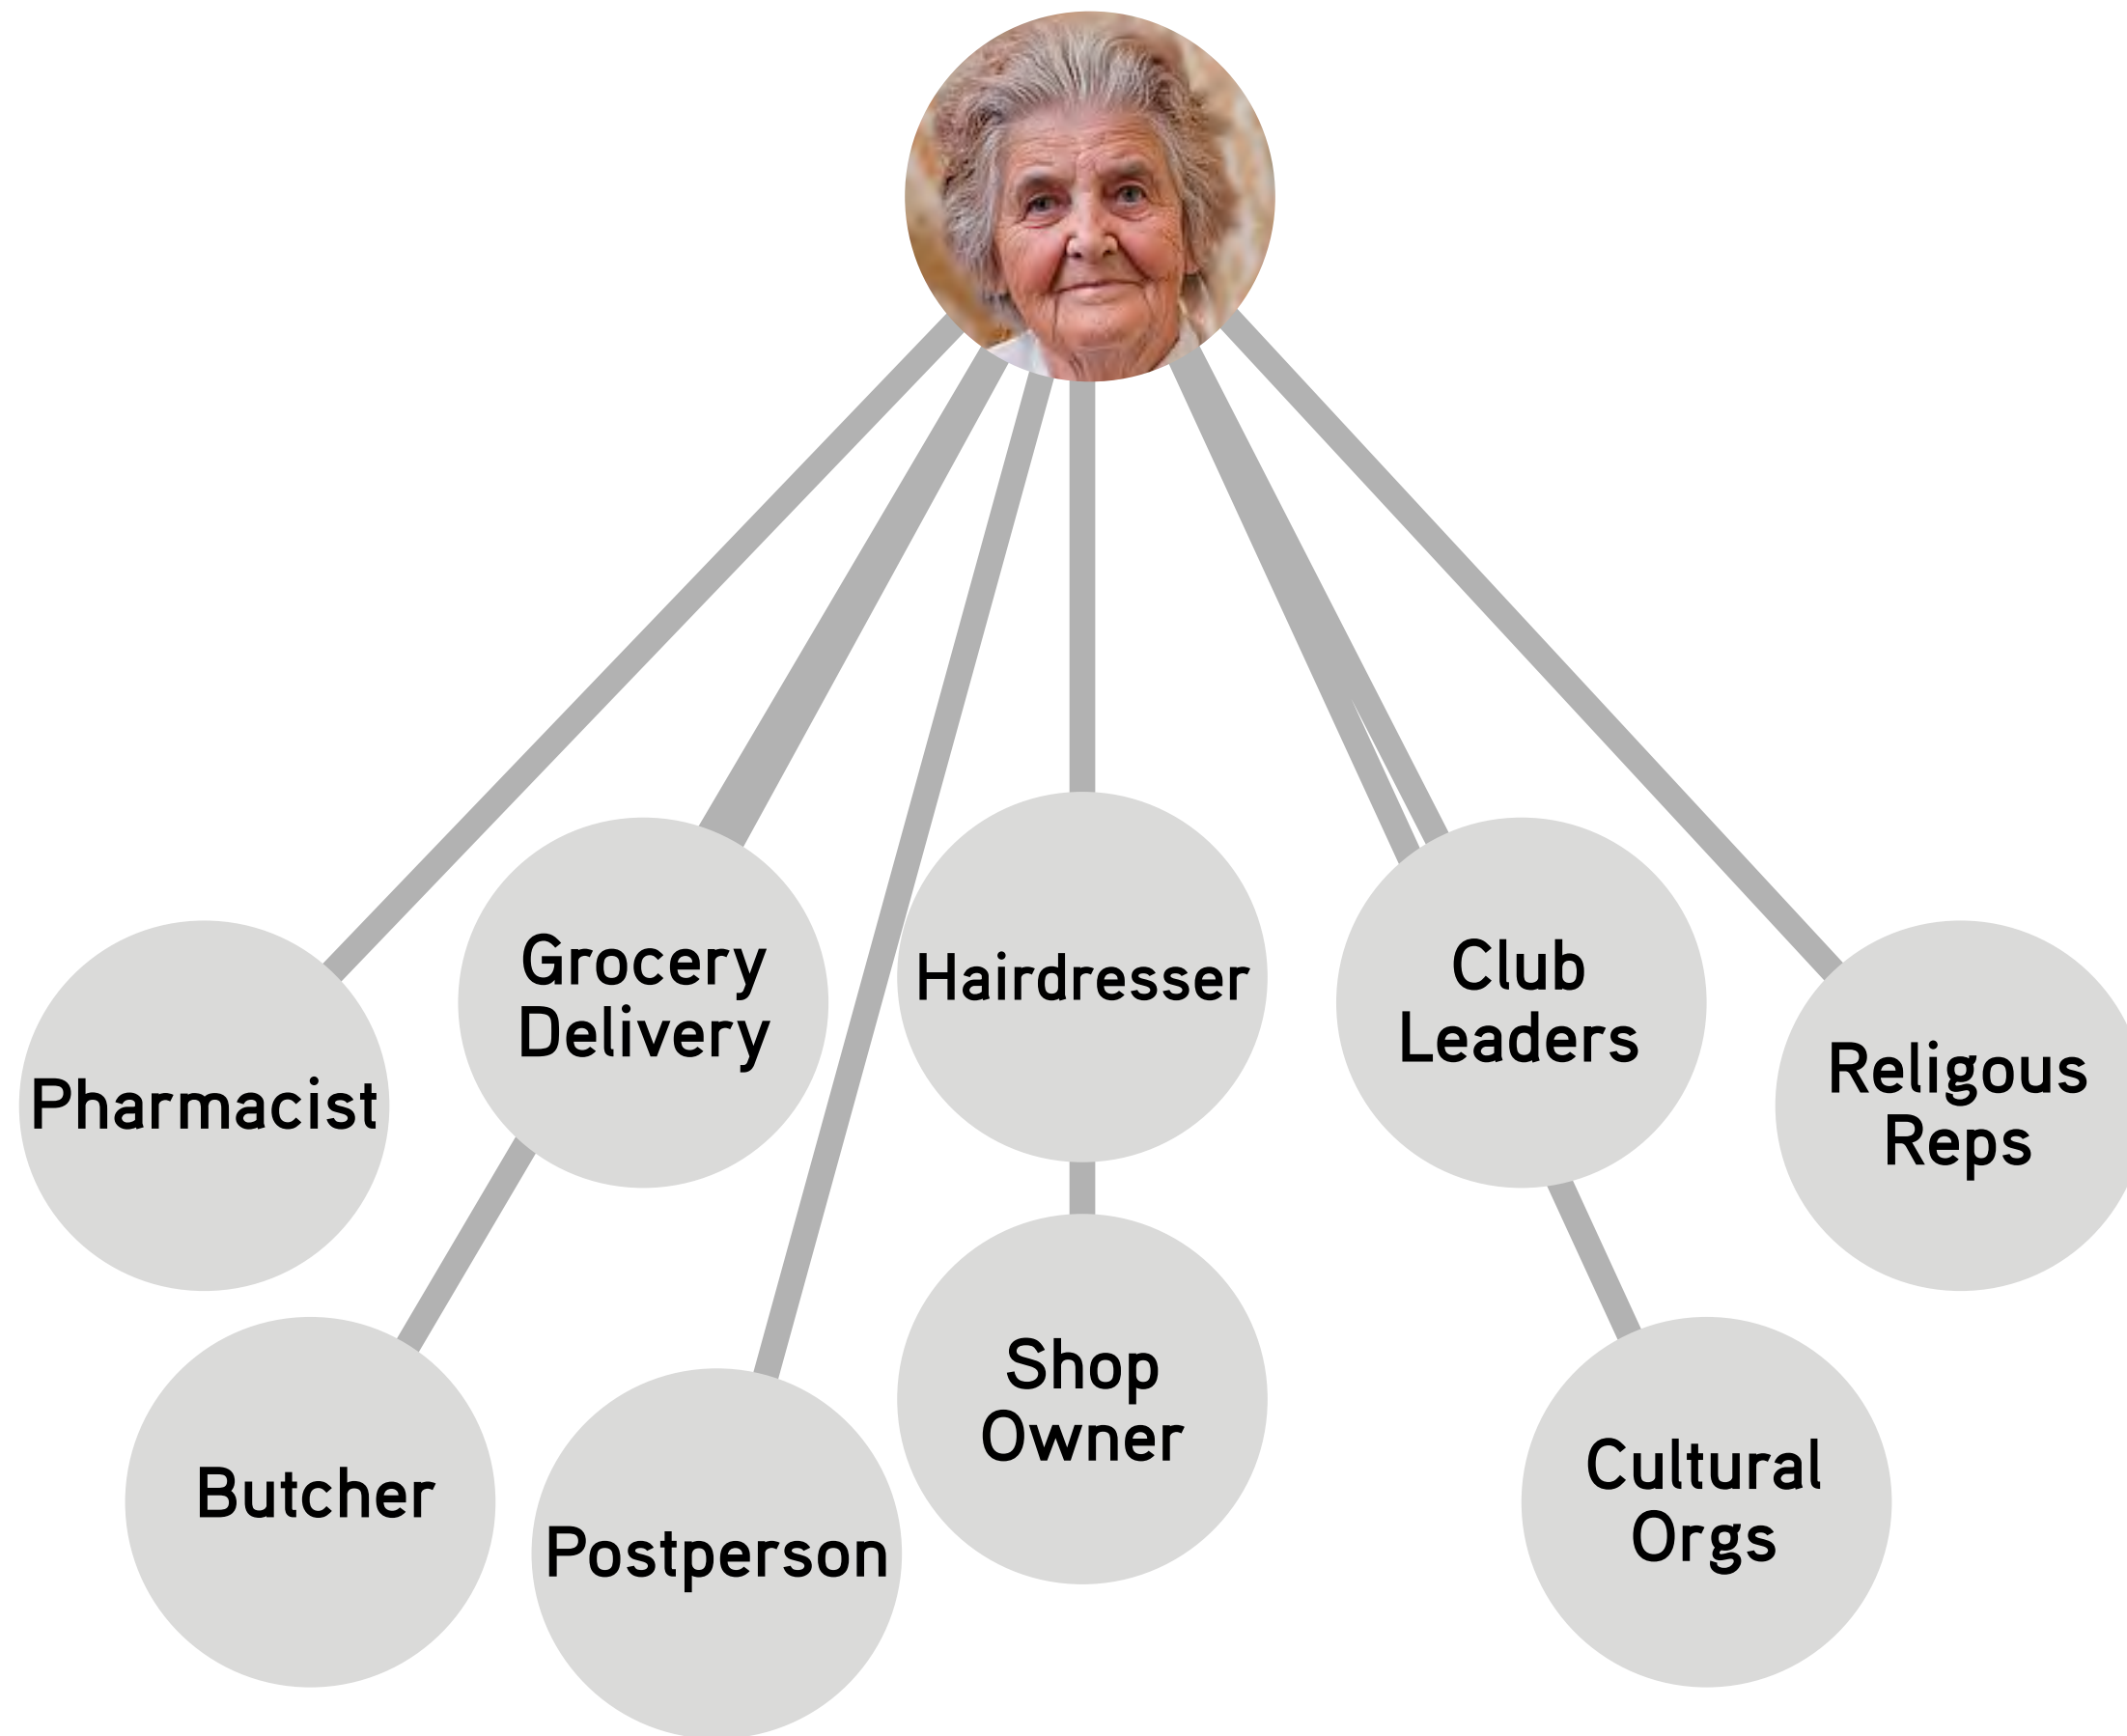 Pharmacist
Grocery
Delivery
Hairdresser
Club
Leaders
Religous
Reps
Butcher
Postperson
Shop
Owner
Cultural
Orgs